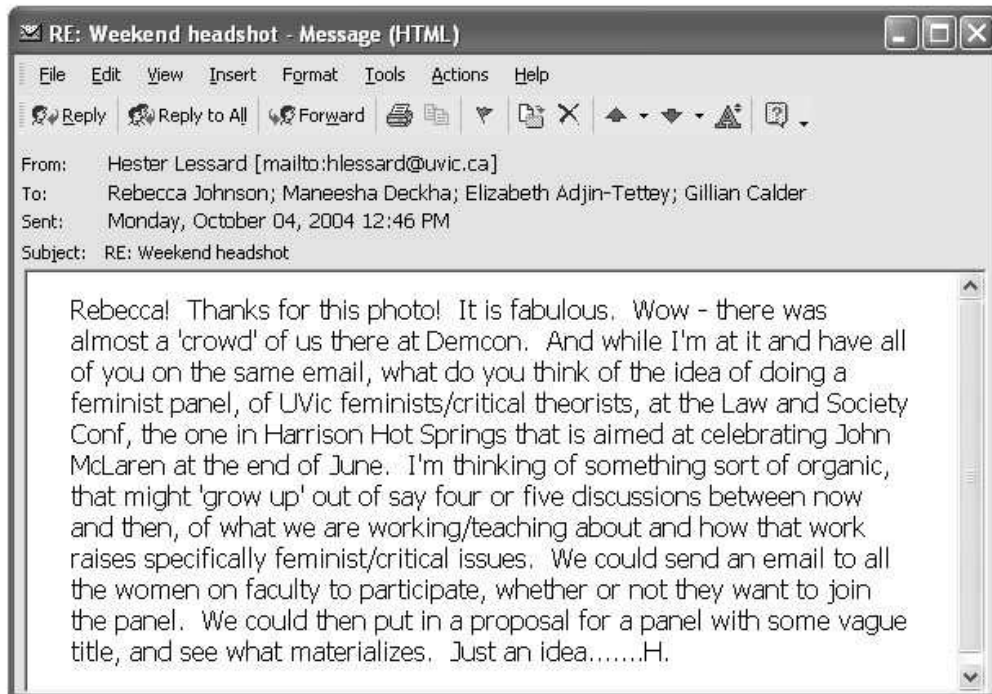 RE: Weekend headshot - Message (HTML)
File Edit View Insert Format Tools Actions Help
Reply Reply to All Forward
From: Hester Lessard [mailto:hlessard@uvic.ca]
To: Rebecca Johnson; Maneesha Deckha; Elizabeth Adjin-Tettey; Gillian Calder
Sent: Monday, October 04, 2004 12:46 PM
Subject: RE: Weekend headshot
Rebecca! Thanks for this photo! It is fabulous. Wow - there was
almost a 'crowd' of us there at Demcon. And while I'm at it and have all
of you on the same email, what do you think of the idea of doing a
feminist panel, of UVic feminists/critical theorists, at the Law and Society
Conf, the one in Harrison Hot Springs that is aimed at celebrating John
McLaren at the end of June. I'm thinking of something sort of organic,
that might 'grow up' out of say four or five discussions between now
and then, of what we are working/teaching about and how that work
raises specifically feminist/critical issues. We could send an email to all
the women on faculty to participate, whether or not they want to join
the panel. We could then put in a proposal for a panel with some vague
title, and see what materializes. Just an idea.......H.